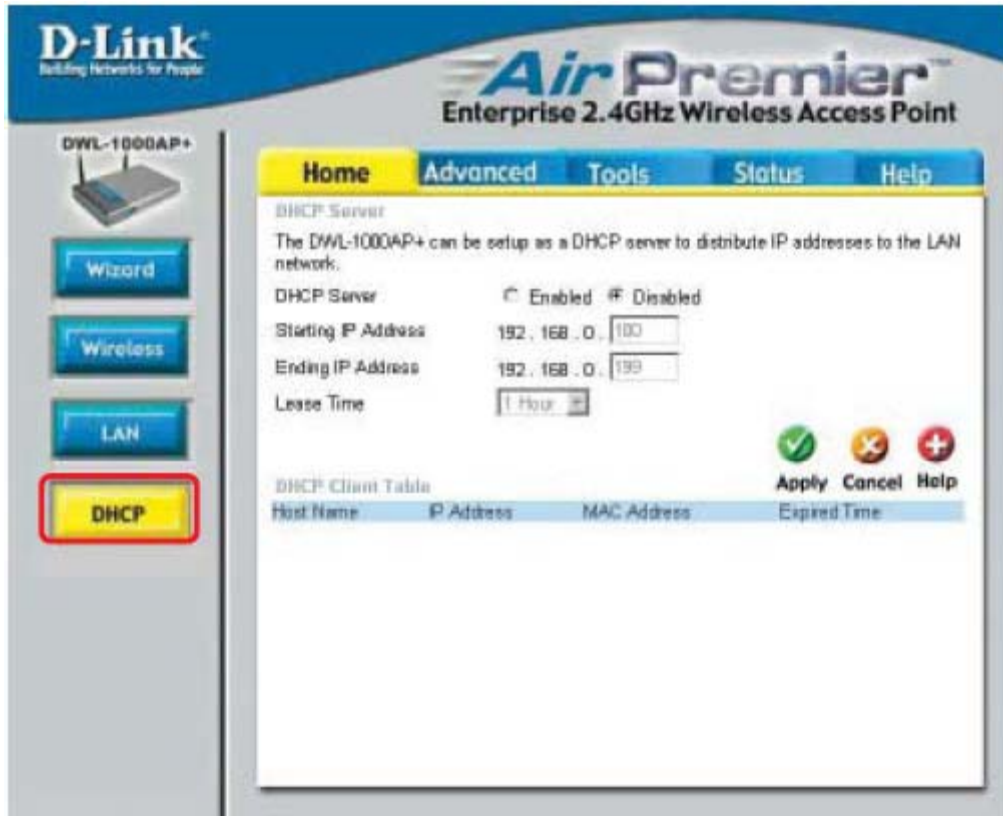 D-Link
Building Networks for People
Air Premier™
Enterprise 2.4GHz Wireless Access Point
DWL-1000AP+
Home Advanced Tools Status Help
DHCP Server
The DWL-1000AP+ can be setup as a DHCP server to distribute IP addresses to the LAN
network.
Wizard
DHCP Server Enabled Disabled
Starting IP Address 192.168.0. 100
Wireless
Ending IP Address 192.168.0. 199
Lease Time 1 Hour
LAN
Apply Cancel Help
DHCP Client Table
DHCP
Host Name IP Address MAC Address Expired Time